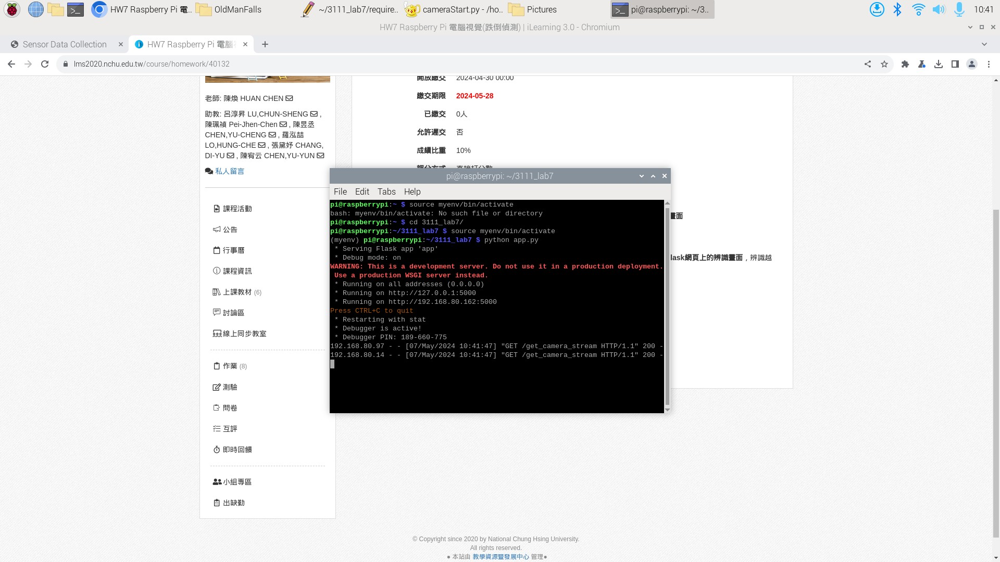 HW7 Raspberry Pi 電..
OldManFalls
~/3111_lab7/require..
cameraStart.py - /ho..
Pictures
pi@raspberrypi: ~/3..
10:41
HW7 Raspberry Pi 電腦視覺(跌倒偵測) | iLearning 3.0 - Chromium
Sensor Data Collection
HW7 Raspberry Pi 電腦
lms2020.nchu.edu.tw/course/homework/40132
老師: 陳煥 HUAN CHEN
助教: 呂淳昇 LU,CHUN-SHENG ,
陳珮禎 Pei-Jhen-Chen , 陳昱丞
CHEN,YU-CHENG , 羅泓喆
LO,HUNG-CHE , 張黛妤 CHANG,
DI-YU , 陳宥云 CHEN,YU-YUN
私人留言
課程活動
公告
行事曆
課程資訊
上課教材 (6)
討論區
線上同步教室
作業 (8)
測驗
問卷
互評
即時回饋
小組專區
出缺勤
開放繳交 2024-04-30 00:00
繳交期限 2024-05-28
已繳交 0人
允許遲交 否
成績比重 10%
評分方式 直接打分數
畫面
lask網頁上的辨識畫面，辨識越
pi@raspberrypi: ~/3111_lab7
File Edit Tabs Help
pi@raspberrypi:~ $ source myenv/bin/activate
bash: myenv/bin/activate: No such file or directory
pi@raspberrypi:~ $ cd 3111_lab7/
pi@raspberrypi:~/3111_lab7 $ source myenv/bin/activate
(myenv) pi@raspberrypi:~/3111_lab7 $ python app.py
 * Serving Flask app 'app'
 * Debug mode: on
WARNING: This is a development server. Do not use it in a production deployment.
 Use a production WSGI server instead.
 * Running on all addresses (0.0.0.0)
 * Running on http://127.0.0.1:5000
 * Running on http://192.168.80.162:5000
Press CTRL+C to quit
 * Restarting with stat
 * Debugger is active!
 * Debugger PIN: 189-660-775
192.168.80.97 - - [07/May/2024 10:41:47] "GET /get_camera_stream HTTP/1.1" 200 -
192.168.80.14 - - [07/May/2024 10:41:47] "GET /get_camera_stream HTTP/1.1" 200 -
© Copyright since 2020 by National Chung Hsing University.
All rights reserved.
● 本站由 教學資源暨發展中心 管理●